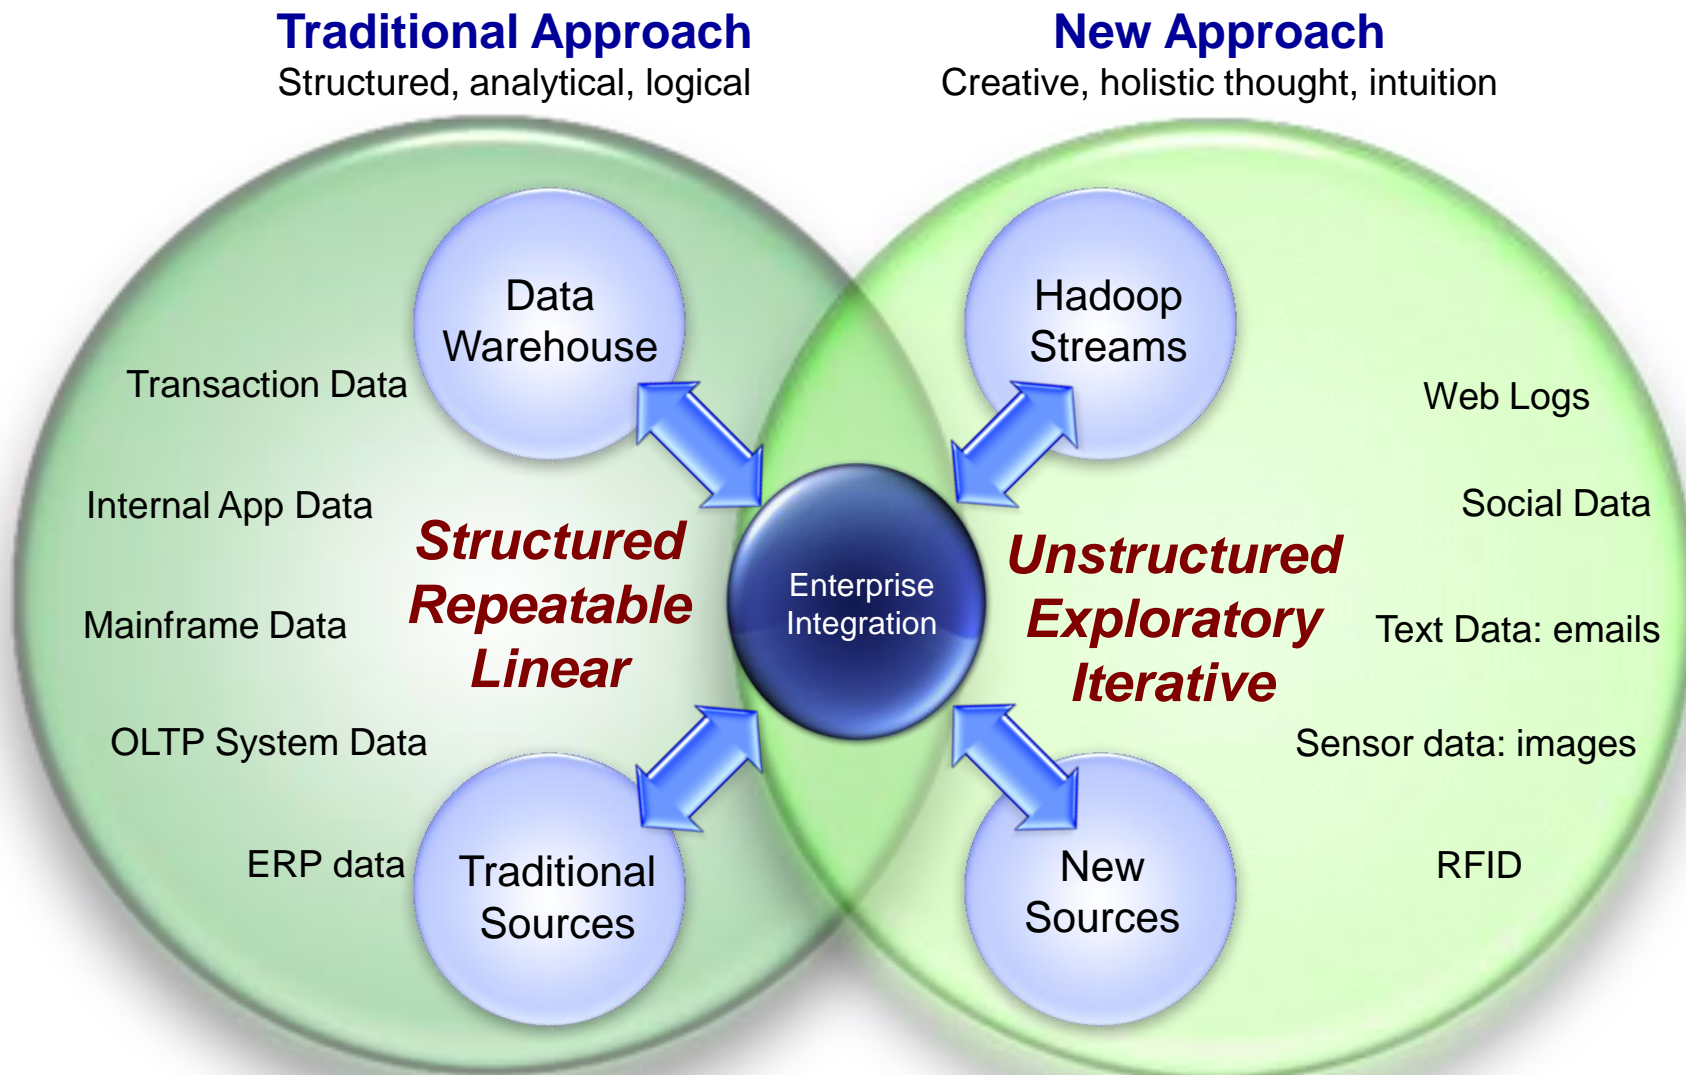 Traditional Approach
Structured, analytical, logical
New Approach
Creative, holistic thought, intuition
Data
Warehouse
Transaction Data
Internal App Data
Mainframe Data
OLTP System Data
ERP data
Structured
Repeatable
Linear
Traditional
Sources
Enterprise
Integration
Hadoop
Streams
Unstructured
Exploratory
Iterative
New
Sources
Web Logs
Social Data
Text Data: emails
Sensor data: images
RFID